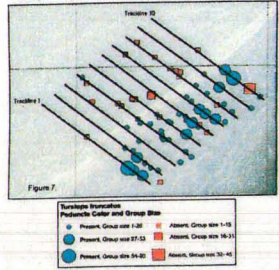 Trackline 10
Trackline 1
Figure 7.
Tursiops truncatus
Peduncle Color and Group Size
Present, Group size 1-26
Absent, Group size 1-15
Present, Group size 27-53
Absent, Group size 16-31
Present, Group size 54-80
Absent, Group size 32-45